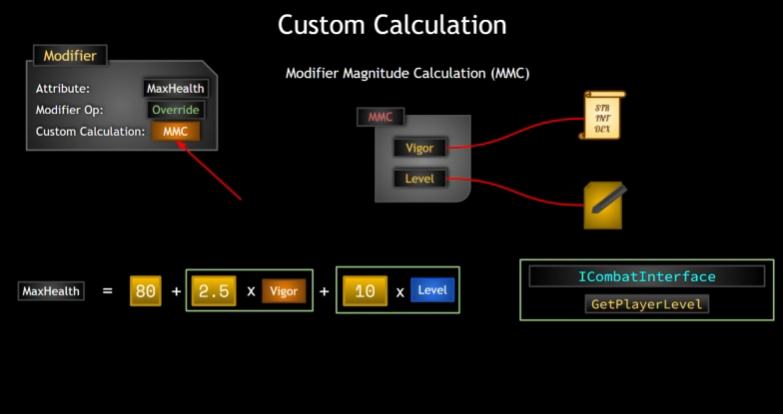 Custom Calculation
Modifier
Attribute: MaxHealth
Modifier Op: Override
Custom Calculation: MMC
Modifier Magnitude Calculation (MMC)
MMC
Vigor
Level
STR
INT
DEX
MaxHealth = 80 + 2.5 x Vigor + 10 x Level
ICombatInterface
GetPlayerLevel